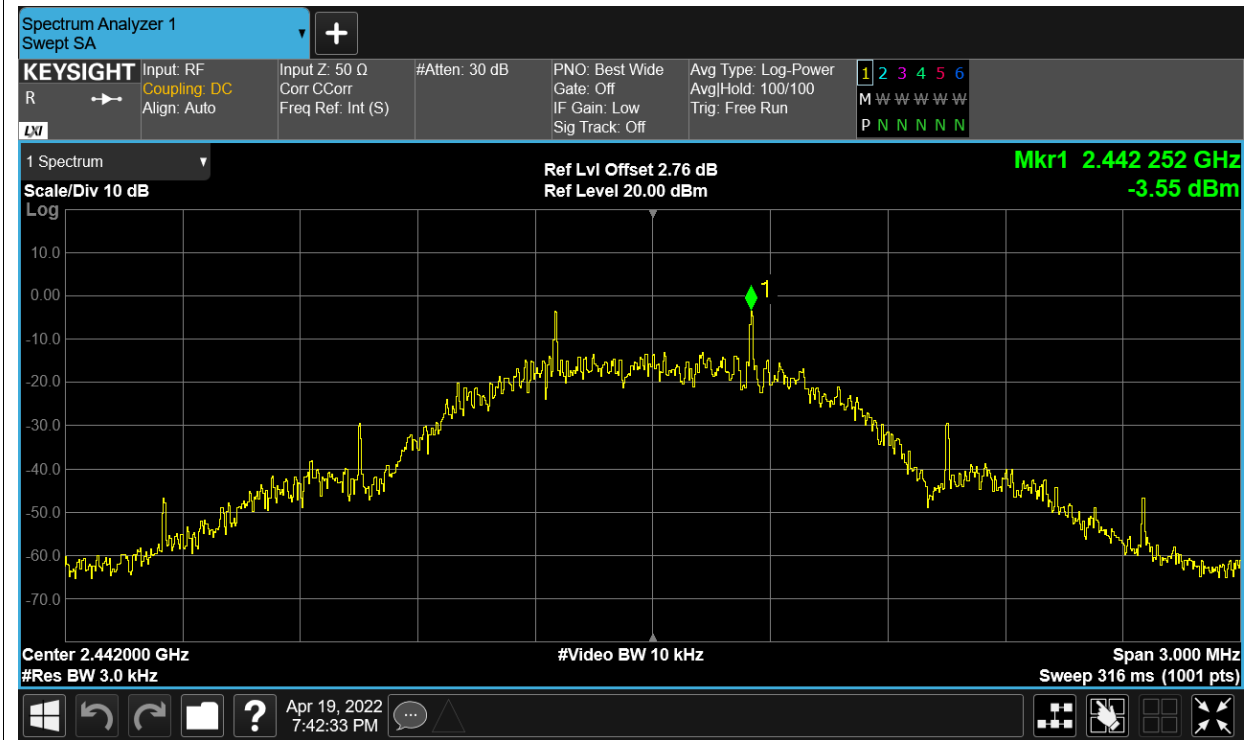 Spectrum Analyzer 1
Swept SA
KEYSIGHT
R
LXI
Input: RF
Coupling: DC
Align: Auto
Input Z: 50 Ω
Corr CCorr
Freq Ref: Int (S)
#Atten: 30 dB
PNO: Best Wide
Gate: Off
IF Gain: Low
Sig Track: Off
Avg Type: Log-Power
Avg|Hold: 100/100
Trig: Free Run
1 2 3 4 5 6
M W W W W W
P N N N N N
1 Spectrum
Scale/Div 10 dB
Log
Ref Lvl Offset 2.76 dB
Ref Level 20.00 dBm
Mkr1 2.442 252 GHz
-3.55 dBm
10.0
0.00
-10.0
-20.0
-30.0
-40.0
-50.0
-60.0
-70.0
1
Center 2.442000 GHz
#Res BW 3.0 kHz
#Video BW 10 kHz
Span 3.000 MHz
Sweep 316 ms (1001 pts)
?
Apr 19, 2022
7:42:33 PM